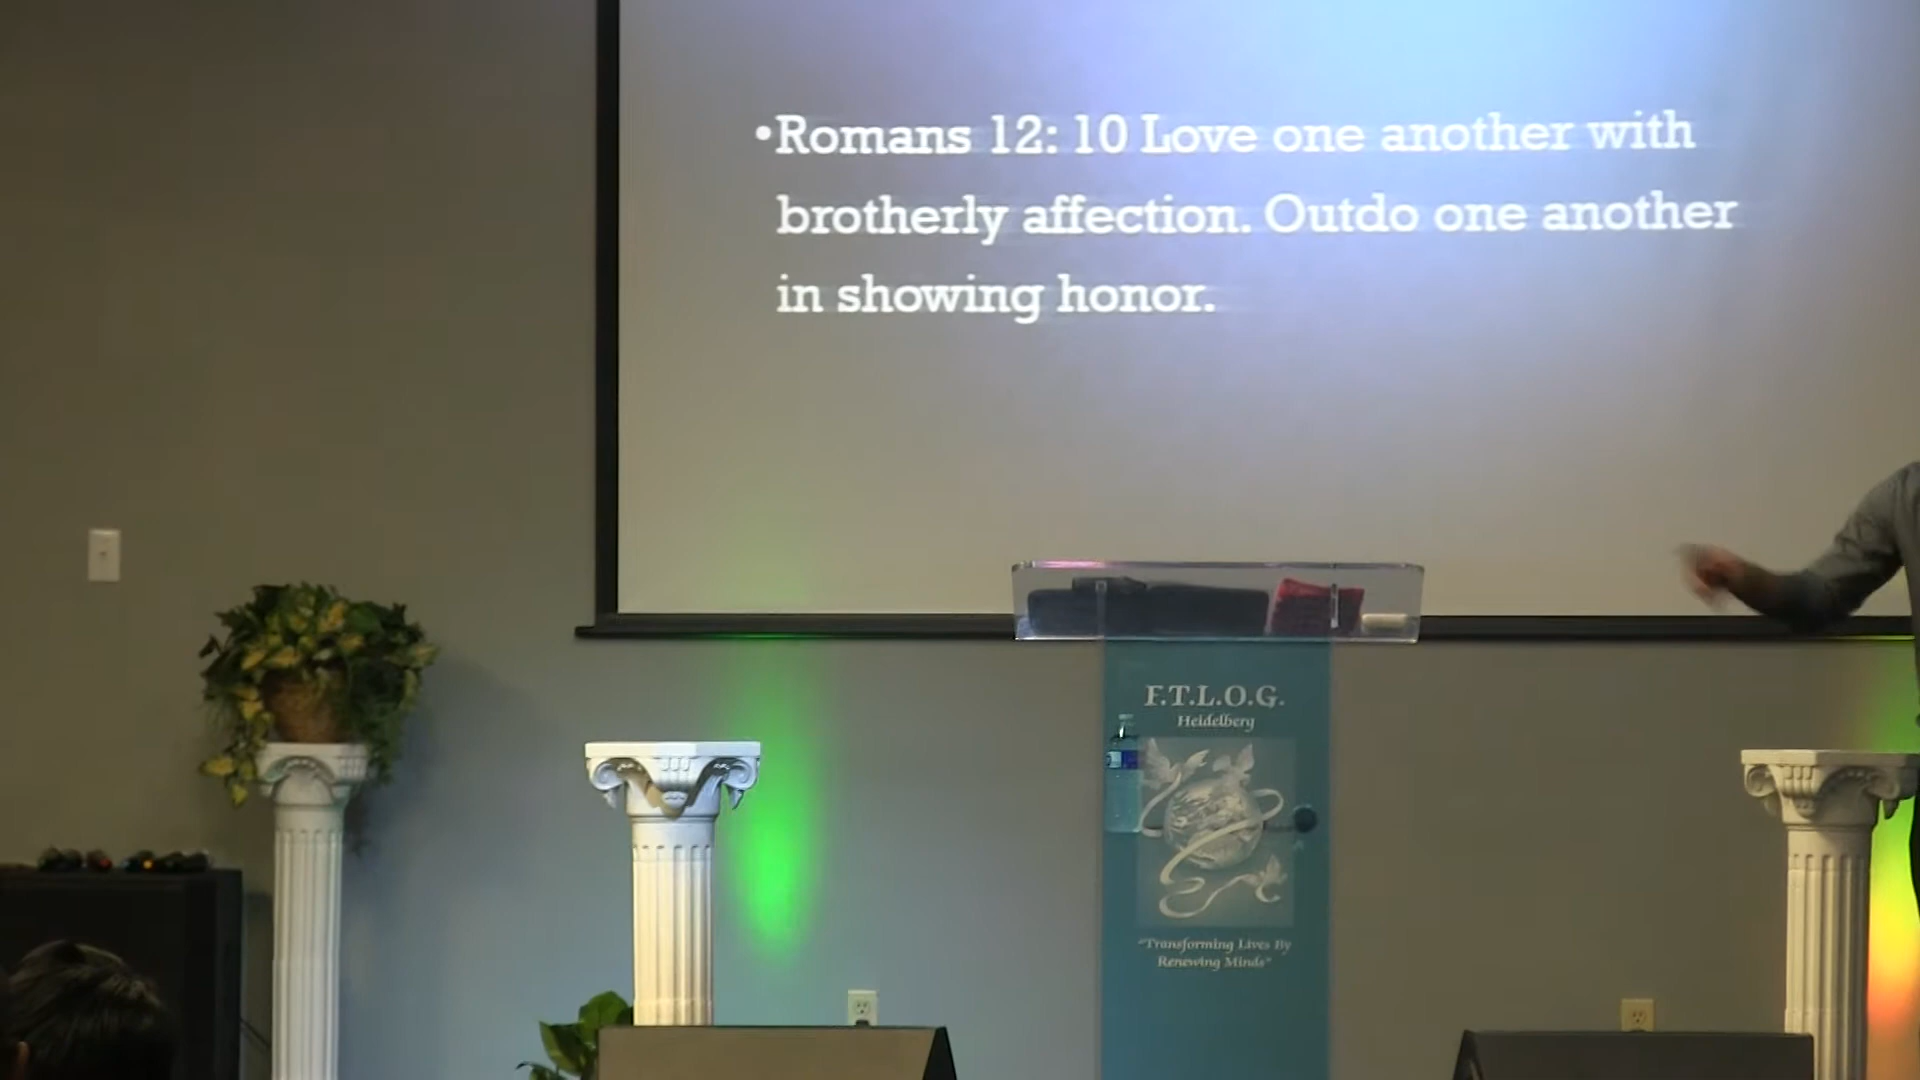 •Romans 12: 10 Love one another with
brotherly affection. Outdo one another
in showing honor.
F.T.L.O.G.
Heidelberg
"Transforming Lives By
Renewing Minds"